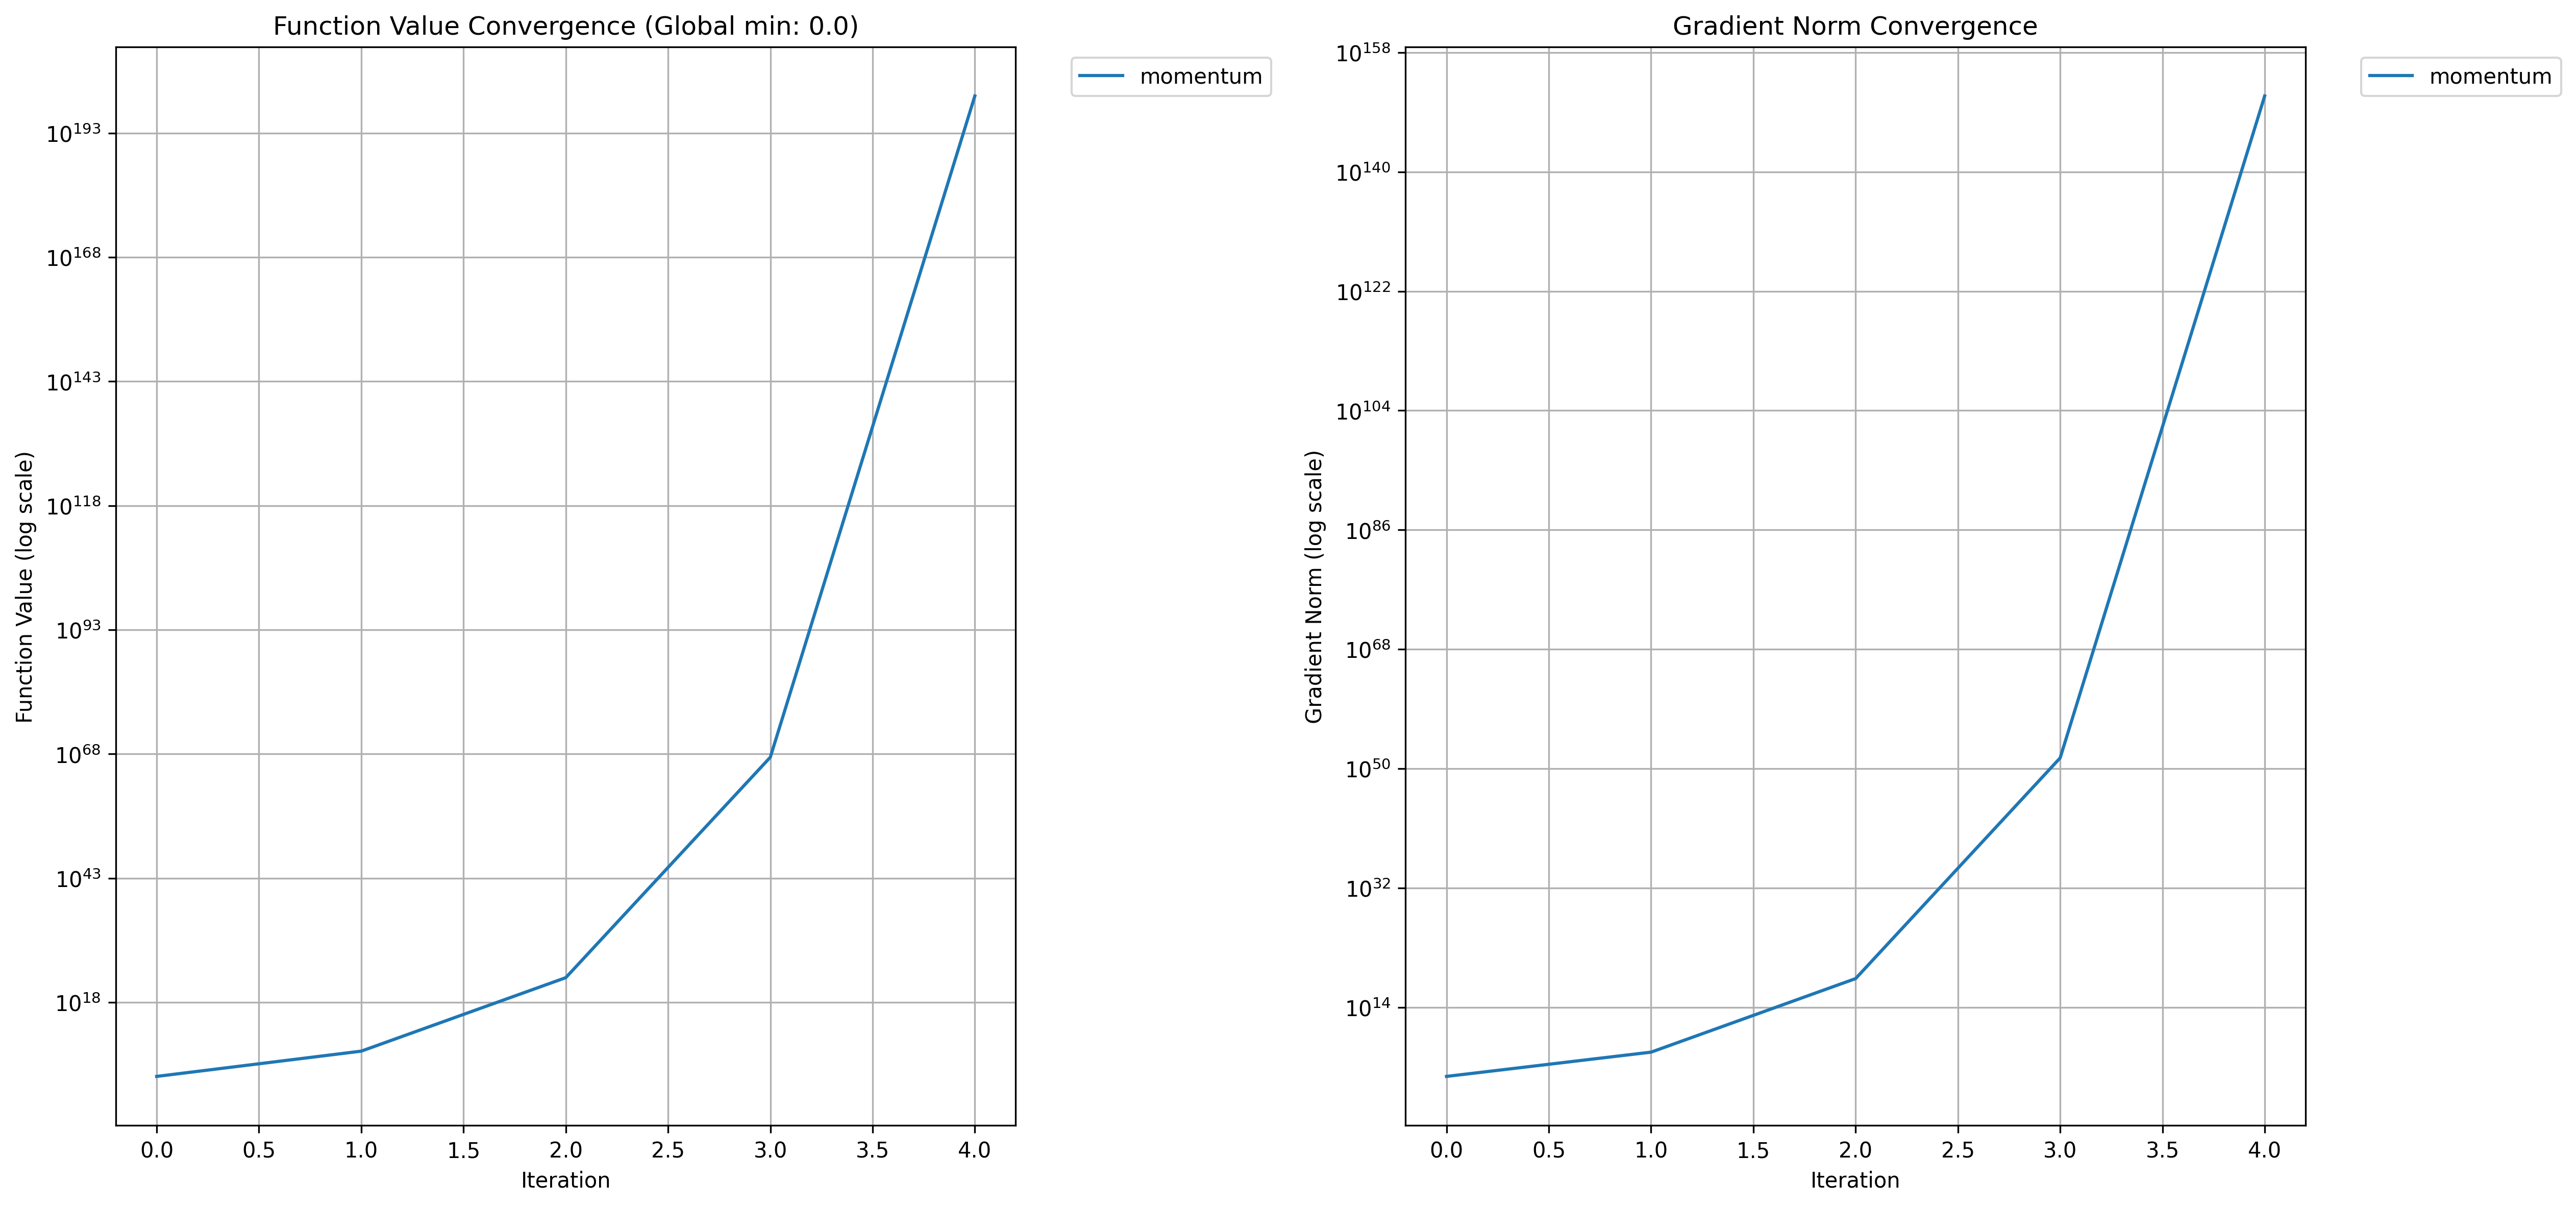 Function Value Convergence (Global min: 0.0)
momentum
Function Value (log scale)
10^193
10^168
10^143
10^118
10^93
10^68
10^43
10^18
0.0 0.5 1.0 1.5 2.0 2.5 3.0 3.5 4.0
Iteration
Gradient Norm Convergence
momentum
Gradient Norm (log scale)
10^158
10^140
10^122
10^104
10^86
10^68
10^50
10^32
10^14
0.0 0.5 1.0 1.5 2.0 2.5 3.0 3.5 4.0
Iteration